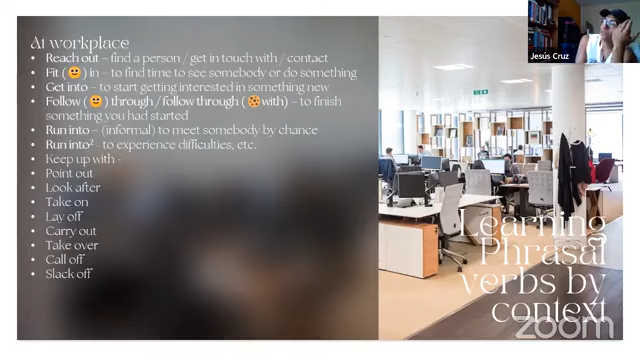 At workplace
• Reach out – find a person / get in touch with / contact
• Fit (🙂) in – to find time to see somebody or do something
• Get into – to start getting interested in something new
• Follow (🙂) through /follow through (🍪with) – to finish
something you had started
• Run into – (informal) to meet somebody by chance
• Run into² - to experience difficulties, etc.
• Keep up with -
• Point out
• Look after
• Take on
• Lay off
• Carry out
• Take over
• Call off
• Slack off
Learning
Phrasal
verbs by
context
zoom
Jesús Cruz